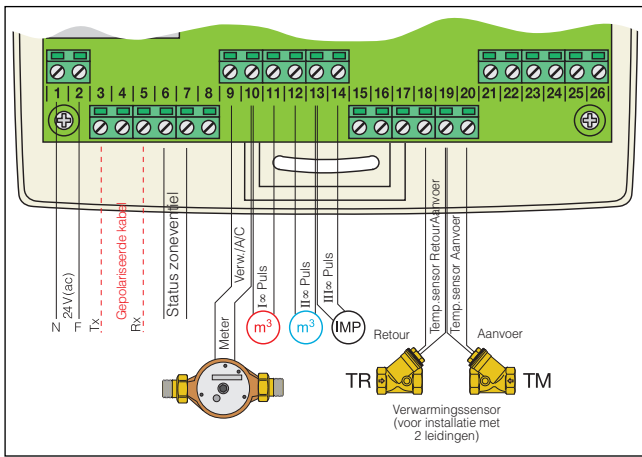 1 2 3 4 5 6 7 8 9 10 11 12 13 14 15 16 17 18 19 20 21 22 23 24 25 26
N
24V(ac)
F
Tx
Gepolariseerde kabel
Rx
Status zoneventiel
Meter
Verw./A/C
I∞ Puls
m³
II∞ Puls
m³
III∞ Puls
IMP
Temp.sensor RetourAanvoer
Temp.sensor Aanvoer
Retour
Aanvoer
TR
TM
Verwarmingssensor
(voor installatie met
2 leidingen)